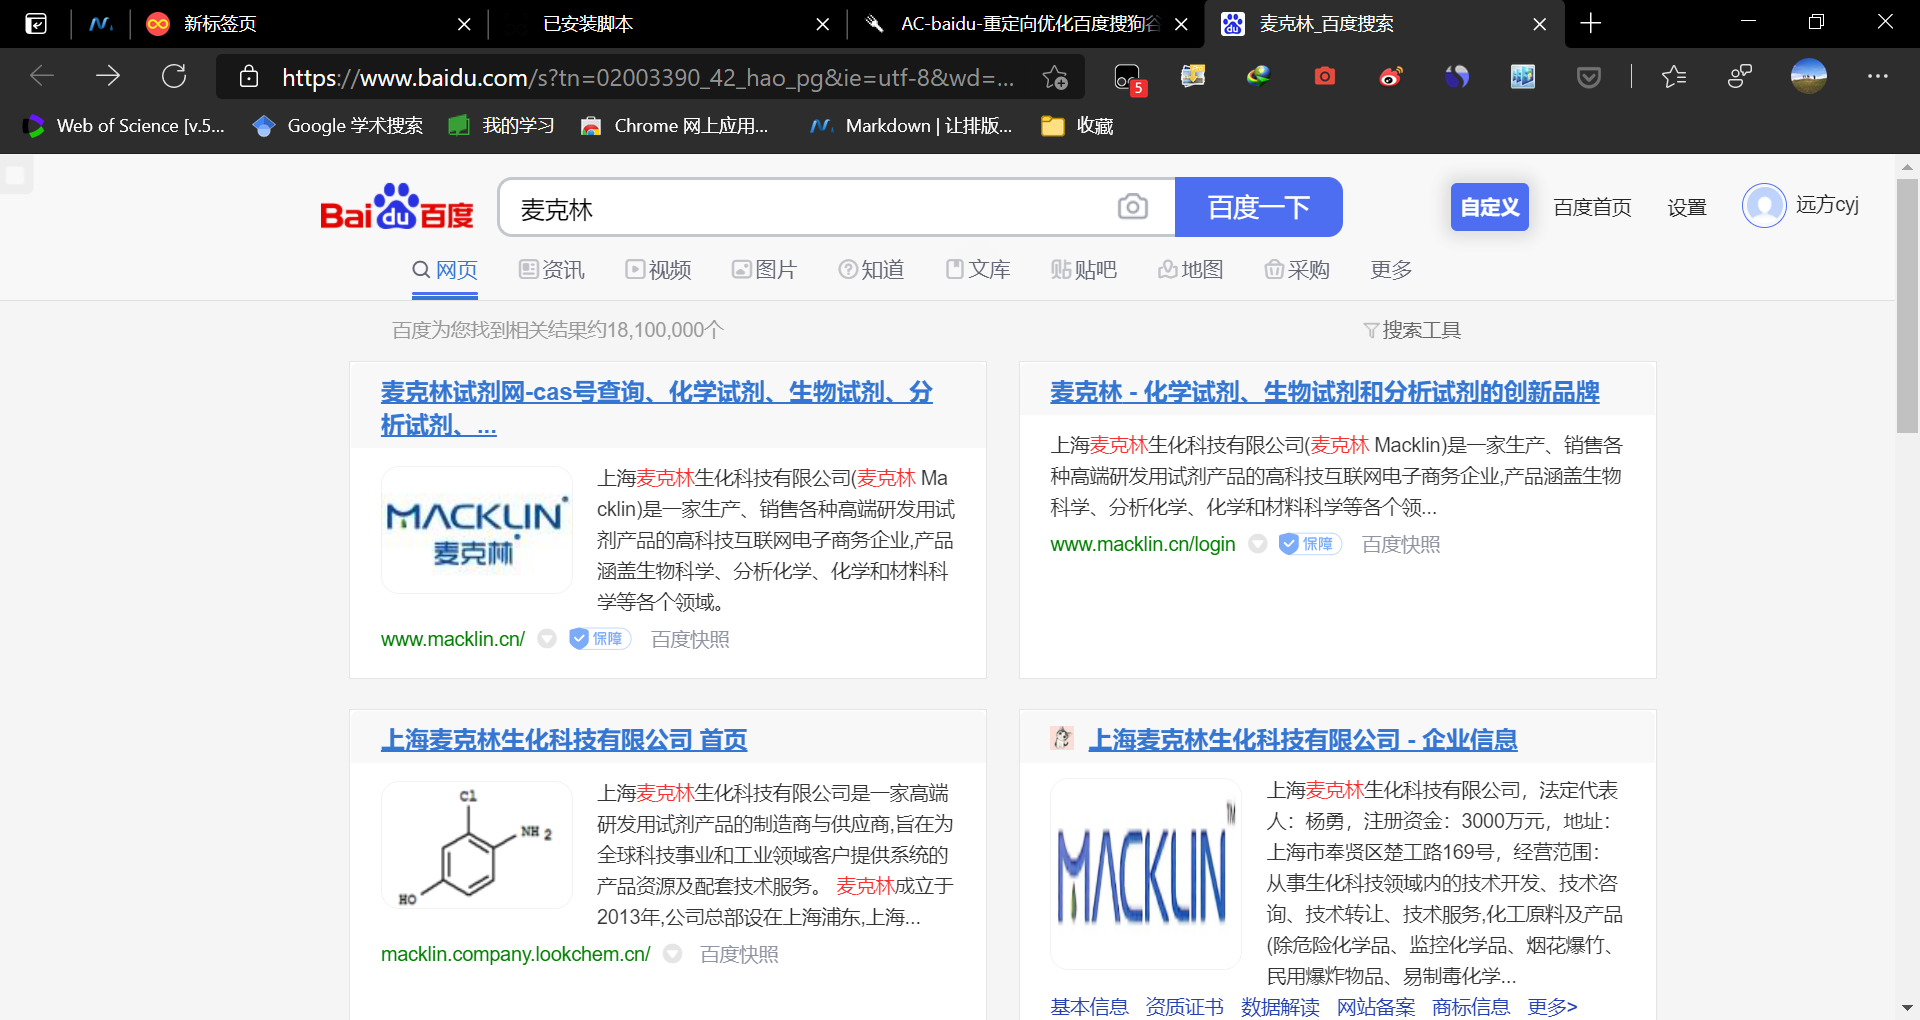 新标签页
已安装脚本
AC-baidu-重定向优化百度搜狗谷
麦克林_百度搜索
https://www.baidu.com/s?tn=02003390_42_hao_pg&ie=utf-8&wd=...
5
Web of Science [v.5...
Google 学术搜索
我的学习
Chrome 网上应用...
Markdown | 让排版...
收藏
Bai du 百度
麦克林
百度一下
自定义
百度首页
设置
远方cyj
网页
资讯
视频
图片
知道
文库
贴吧
地图
采购
更多
百度为您找到相关结果约18,100,000个
搜索工具
麦克林试剂网-cas号查询、化学试剂、生物试剂、分
析试剂、...
MACKLIN
麦克林
上海麦克林生化科技有限公司(麦克林 Ma
cklin)是一家生产、销售各种高端研发用试
剂产品的高科技互联网电子商务企业,产品
涵盖生物科学、分析化学、化学和材料科
学等各个领域。
www.macklin.cn/ 保障 百度快照
麦克林 - 化学试剂、生物试剂和分析试剂的创新品牌
上海麦克林生化科技有限公司(麦克林 Macklin)是一家生产、销售各
种高端研发用试剂产品的高科技互联网电子商务企业,产品涵盖生物
科学、分析化学、化学和材料科学等各个领...
www.macklin.cn/login 保障 百度快照
上海麦克林生化科技有限公司 首页
Cl
NH 2
HO
上海麦克林生化科技有限公司是一家高端
研发用试剂产品的制造商与供应商,旨在为
全球科技事业和工业领域客户提供系统的
产品资源及配套技术服务。 麦克林成立于
2013年,公司总部设在上海浦东,上海...
macklin.company.lookchem.cn/ 百度快照
上海麦克林生化科技有限公司 - 企业信息
MACKLIN TM
上海麦克林生化科技有限公司，法定代表
人：杨勇，注册资金：3000万元，地址：
上海市奉贤区楚工路169号，经营范围：
从事生化科技领域内的技术开发、技术咨
询、技术转让、技术服务,化工原料及产品
(除危险化学品、监控化学品、烟花爆竹、
民用爆炸物品、易制毒化学...
基本信息 资质证书 数据解读 网站备案 商标信息 更多>